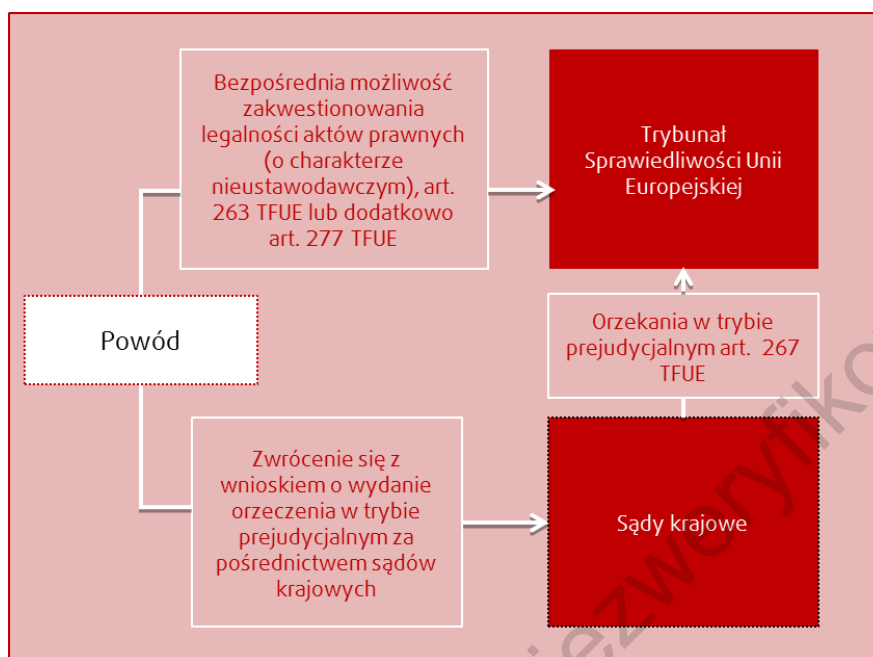 Bezpośrednia możliwość
zakwestionowania
legalności aktów prawnych
(o charakterze
nieustawodawczym), art.
263 TFUE lub dodatkowo
art. 277 TFUE
Trybunał
Sprawiedliwości Unii
Europejskiej
Powód
Orzekania w trybie
prejudycjalnym art. 267
TFUE
Zwrócenie się z
wnioskiem o wydanie
orzeczenia w trybie
prejudycjalnym za
pośrednictwem sądów
krajowych
Sądy krajowe